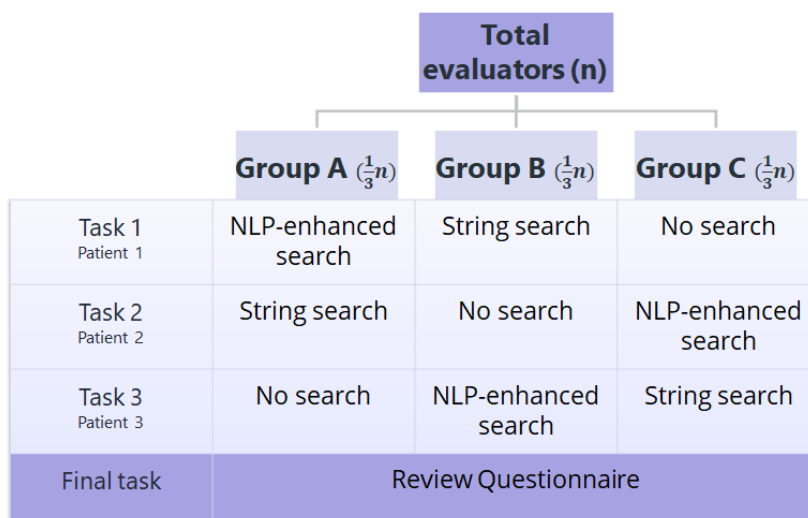 Total
evaluators (n)
Group A (⅓n)
Group B (⅓n)
Group C (⅓n)
Task 1
Patient 1
NLP-enhanced
search
String search
No search
Task 2
Patient 2
String search
No search
NLP-enhanced
search
Task 3
Patient 3
No search
NLP-enhanced
search
String search
Final task
Review Questionnaire